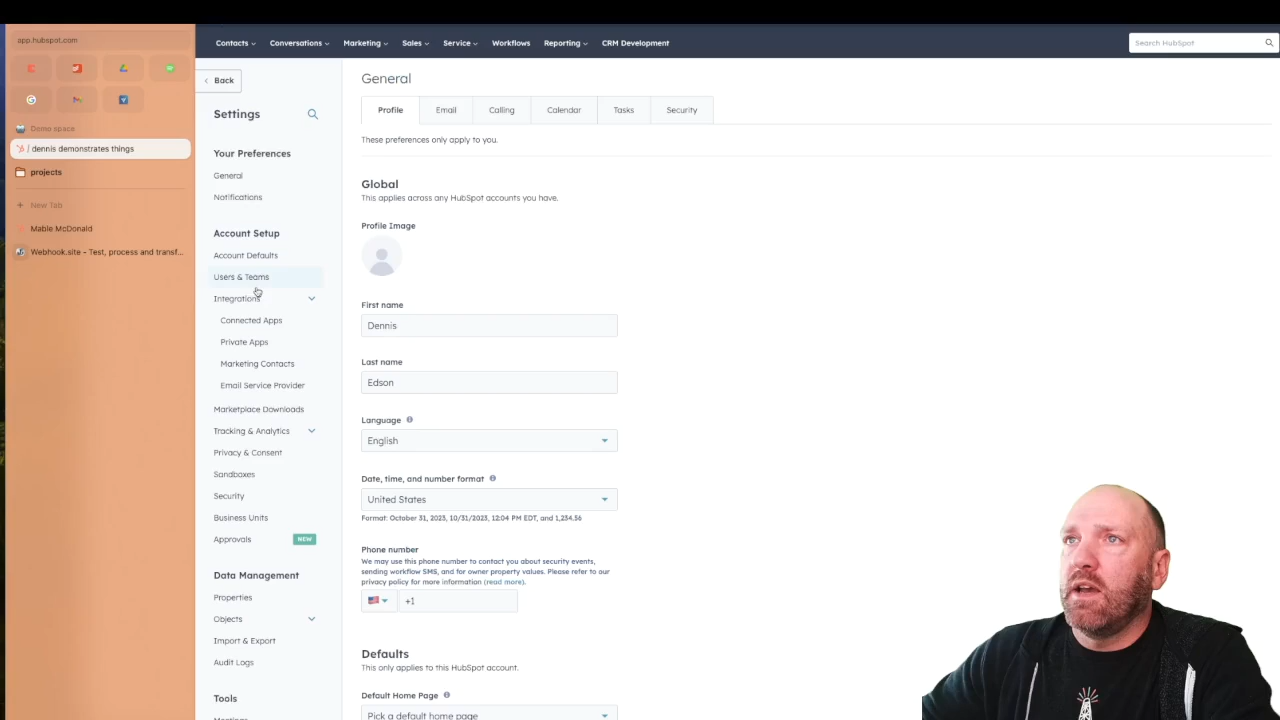 app.hubspot.com
Demo space
/ dennis demonstrates things
projects
+ New Tab
Mable McDonald
Webhook.site - Test, process and transf...
Contacts
Conversations
Marketing
Sales
Service
Workflows
Reporting
CRM Development
Search HubSpot
Back
Settings
Your Preferences
General
Notifications
Account Setup
Account Defaults
Users & Teams
Integrations
Connected Apps
Private Apps
Marketing Contacts
Email Service Provider
Marketplace Downloads
Tracking & Analytics
Privacy & Consent
Sandboxes
Security
Business Units
Approvals NEW
Data Management
Properties
Objects
Import & Export
Audit Logs
Tools
General
Profile Email Calling Calendar Tasks Security
These preferences only apply to you.
Global
This applies across any HubSpot accounts you have.
Profile Image
First name
Dennis
Last name
Edson
Language
English
Date, time, and number format
United States
Format: October 31, 2023, 10/31/2023, 12:04 PM EDT, and 1,234.56
Phone number
We may use this phone number to contact you about security events,
sending workflow SMS, and for owner property values. Please refer to our
privacy policy for more information (read more).
+1
Defaults
This only applies to this HubSpot account.
Default Home Page
Pick a default home page